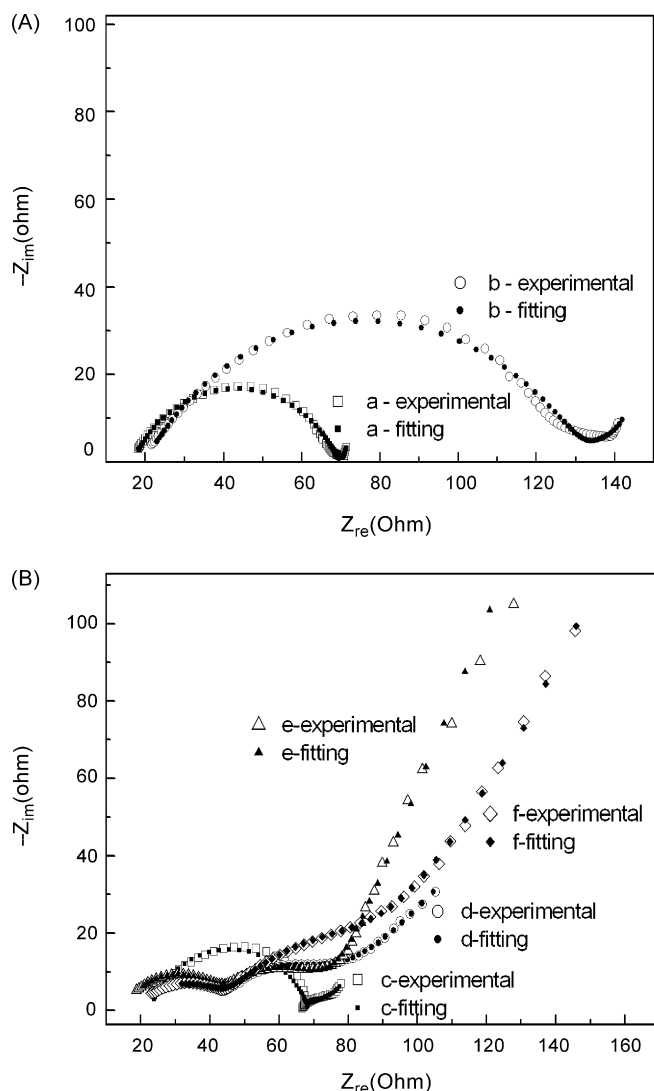 (A)
100
80
60
40
20
0
–Z_im(ohm)
b - experimental
b - fitting
a - experimental
a - fitting
20 40 60 80 100 120 140
Z_re(Ohm)
(B)
100
80
60
40
20
0
–Z_im(ohm)
e-experimental
e-fitting
f-experimental
f-fitting
d-experimental
d-fitting
c-experimental
c-fitting
20 40 60 80 100 120 140 160
Z_re(Ohm)